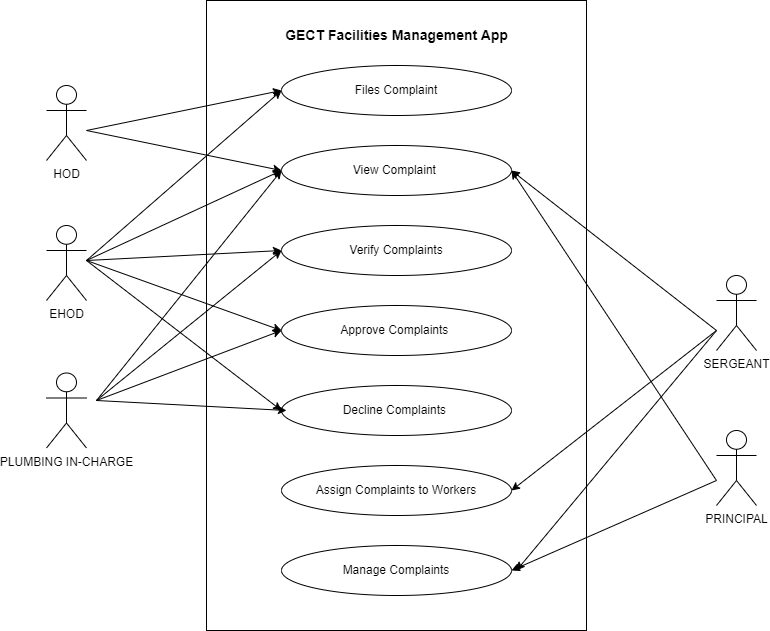 GECT Facilities Management App
Files Complaint
HOD
View Complaint
Verify Complaints
EHOD
Approve Complaints
SERGEANT
Decline Complaints
PLUMBING IN-CHARGE
Assign Complaints to Workers
PRINCIPAL
Manage Complaints